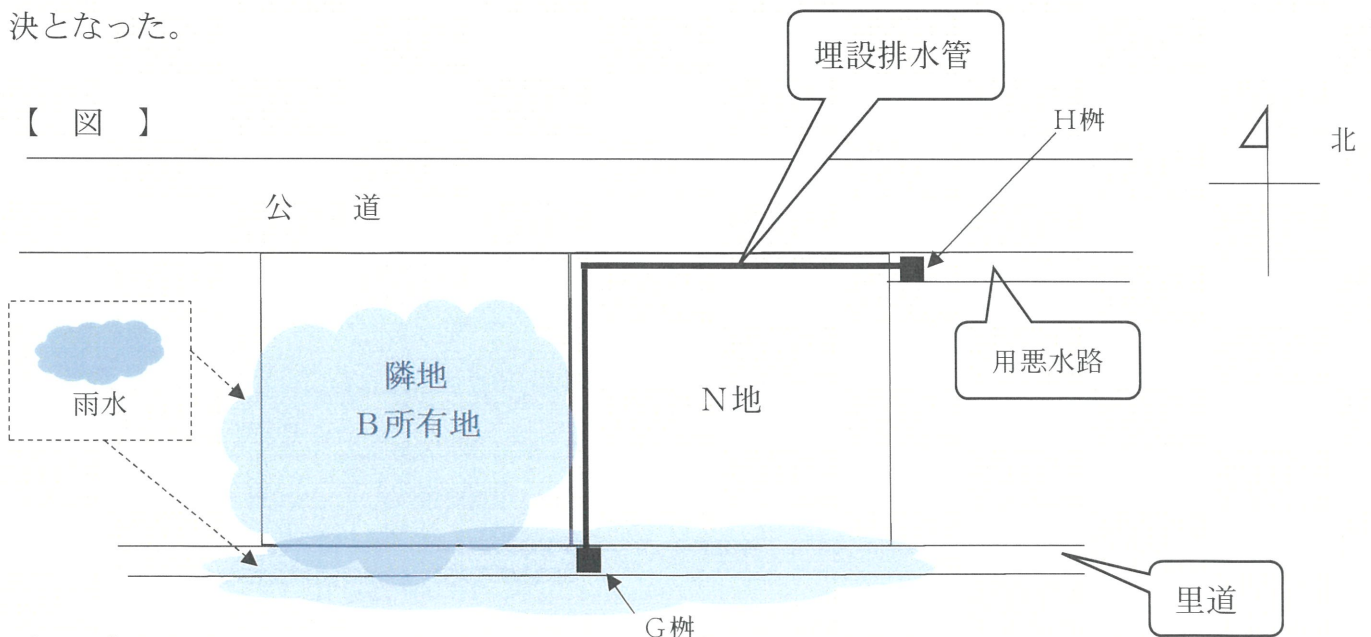 決となった。
埋設排水管
【 図 】
H桝
北
公 道
隣地
B所有地
雨水
N地
用悪水路
里道
G桝